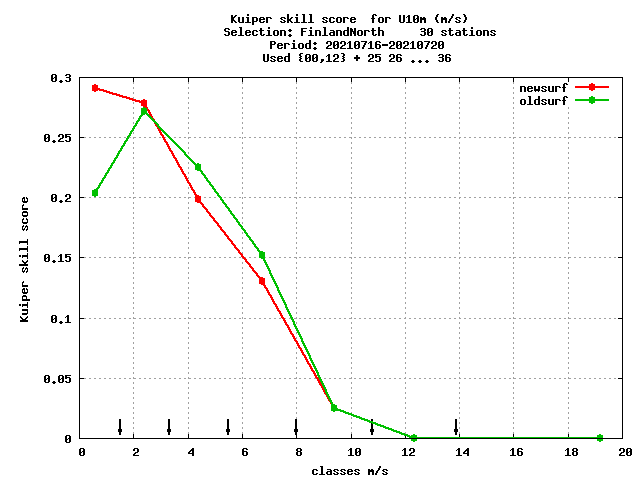 Kuiper skill score  for U10m (m/s)
Selection: FinlandNorth     30 stations
Period: 20210716-20210720
Used {00,12} + 25 26 ... 36
newsurf
oldsurf
0.3
0.25
0.2
0.15
0.1
0.05
0
Kuiper skill score
0 2 4 6 8 10 12 14 16 18 20
classes m/s